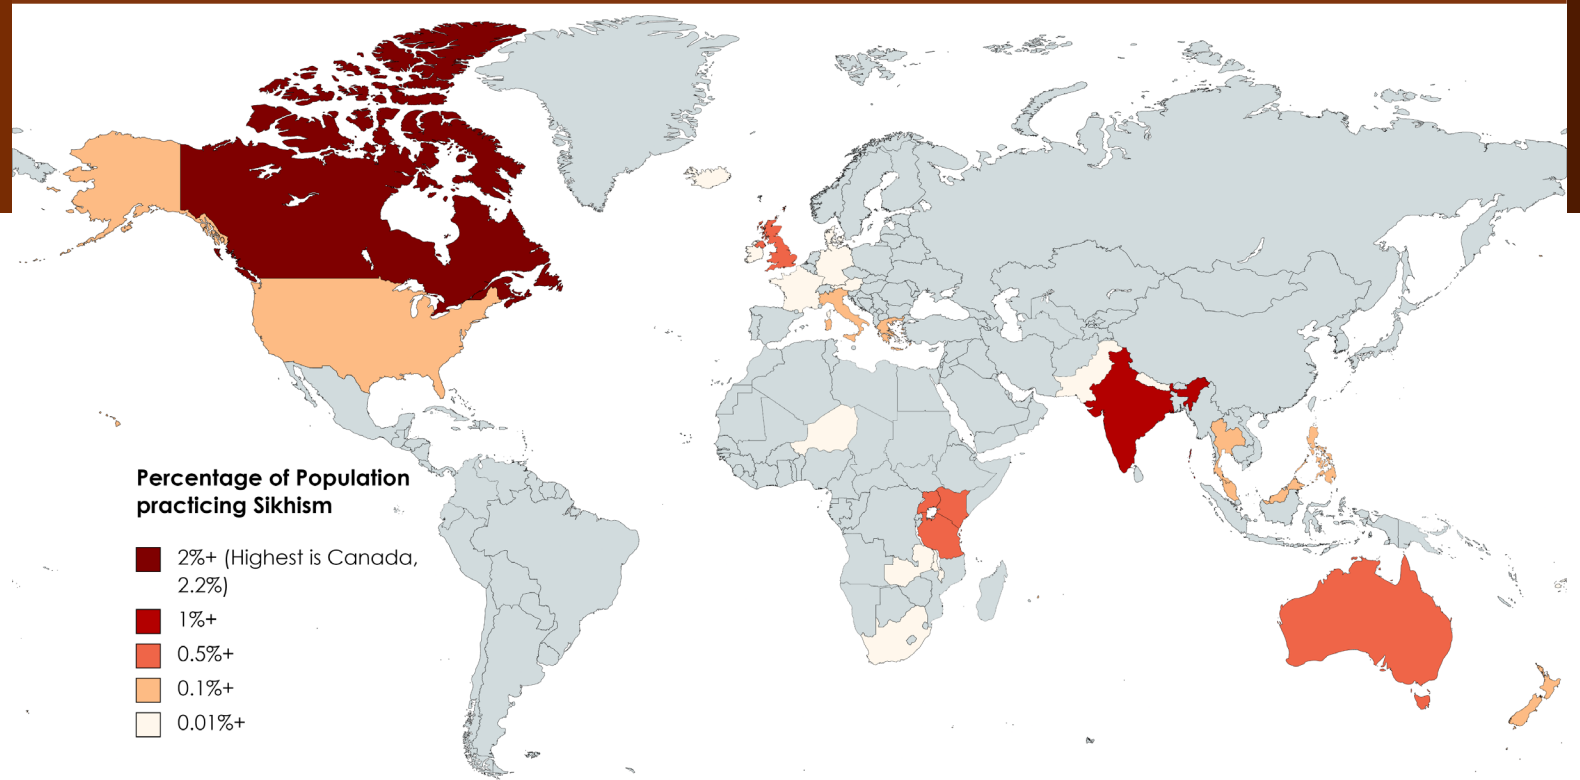 Percentage of Population
practicing Sikhism
2%+ (Highest is Canada,
2.2%)
1%+
0.5%+
0.1%+
0.01%+